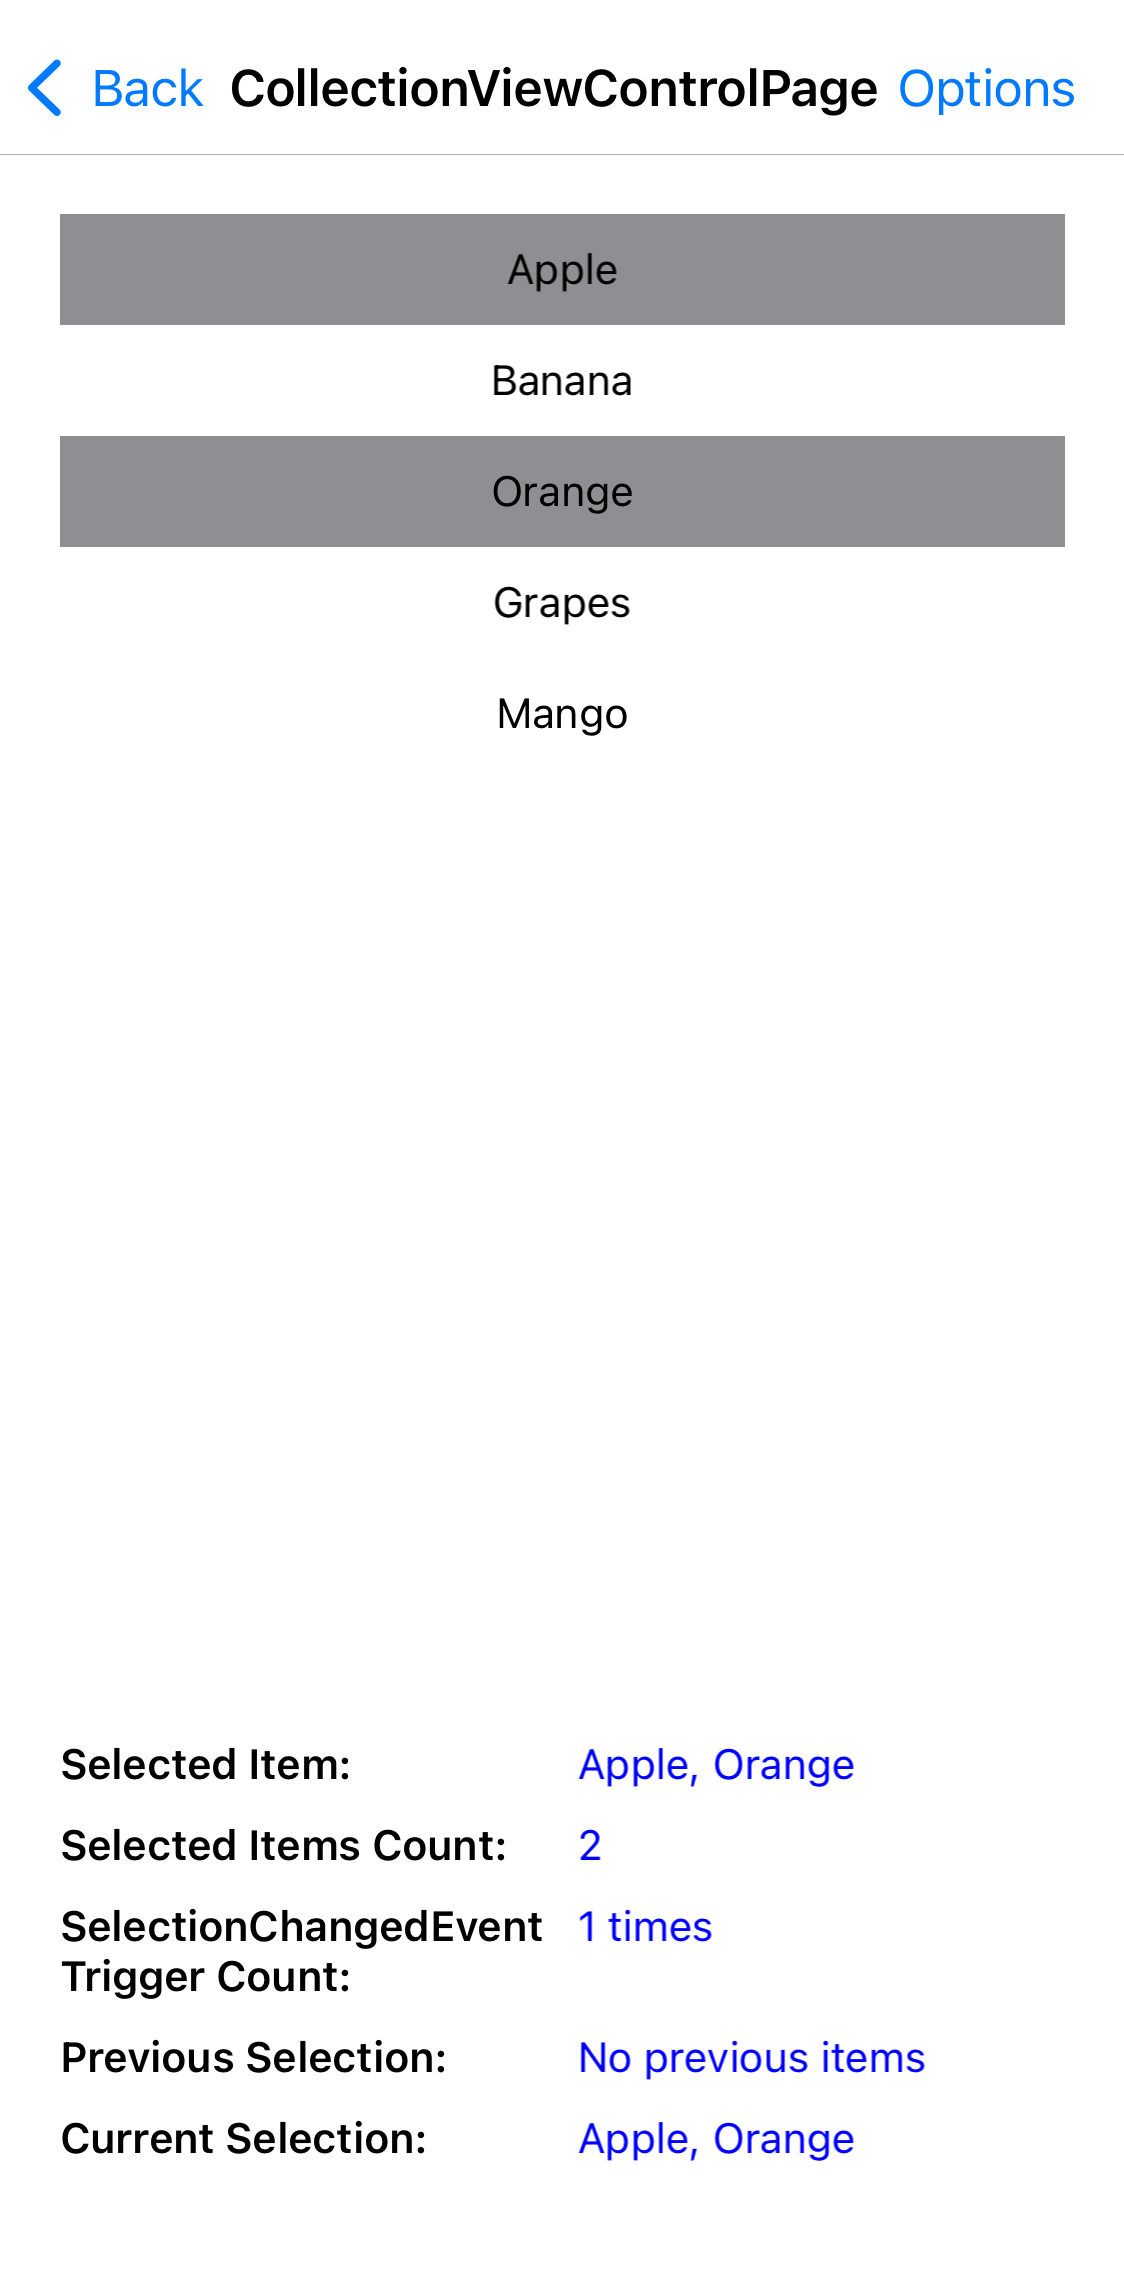 Back CollectionViewControlPage Options
Apple
Banana
Orange
Grapes
Mango
Selected Item: Apple, Orange
Selected Items Count: 2
SelectionChangedEvent 1 times
Trigger Count:
Previous Selection: No previous items
Current Selection: Apple, Orange